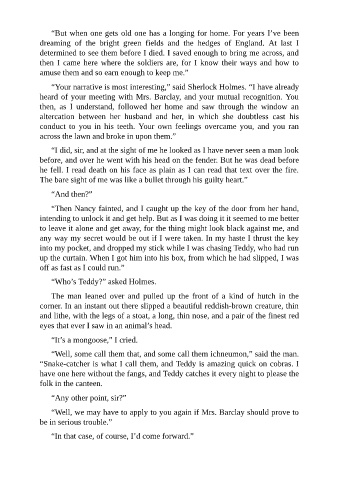 “But when one gets old one has a longing for home. For years I’ve been
dreaming of the bright green fields and the hedges of England. At last I
determined to see them before I died. I saved enough to bring me across, and
then I came here where the soldiers are, for I know their ways and how to
amuse them and so earn enough to keep me.”
“Your narrative is most interesting,” said Sherlock Holmes. “I have already
heard of your meeting with Mrs. Barclay, and your mutual recognition. You
then, as I understand, followed her home and saw through the window an
altercation between her husband and her, in which she doubtless cast his
conduct to you in his teeth. Your own feelings overcame you, and you ran
across the lawn and broke in upon them.”
“I did, sir, and at the sight of me he looked as I have never seen a man look
before, and over he went with his head on the fender. But he was dead before
he fell. I read death on his face as plain as I can read that text over the fire.
The bare sight of me was like a bullet through his guilty heart.”
“And then?”
“Then Nancy fainted, and I caught up the key of the door from her hand,
intending to unlock it and get help. But as I was doing it it seemed to me better
to leave it alone and get away, for the thing might look black against me, and
any way my secret would be out if I were taken. In my haste I thrust the key
into my pocket, and dropped my stick while I was chasing Teddy, who had run
up the curtain. When I got him into his box, from which he had slipped, I was
off as fast as I could run.”
“Who’s Teddy?” asked Holmes.
The man leaned over and pulled up the front of a kind of hutch in the
corner. In an instant out there slipped a beautiful reddish-brown creature, thin
and lithe, with the legs of a stoat, a long, thin nose, and a pair of the finest red
eyes that ever I saw in an animal’s head.
“It’s a mongoose,” I cried.
“Well, some call them that, and some call them ichneumon,” said the man.
“Snake-catcher is what I call them, and Teddy is amazing quick on cobras. I
have one here without the fangs, and Teddy catches it every night to please the
folk in the canteen.
“Any other point, sir?”
“Well, we may have to apply to you again if Mrs. Barclay should prove to
be in serious trouble.”
“In that case, of course, I’d come forward.”